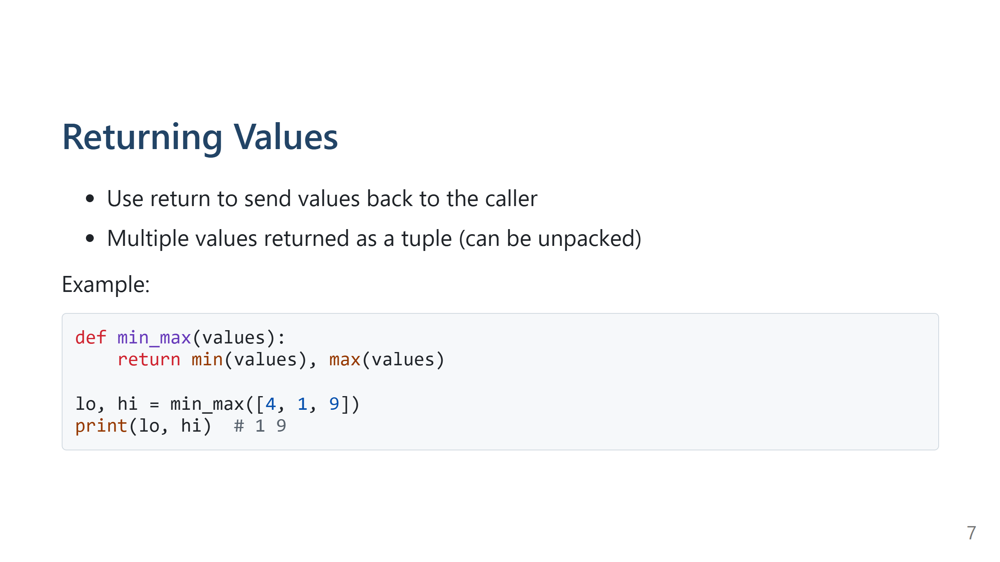 Returning Values
• Use return to send values back to the caller
• Multiple values returned as a tuple (can be unpacked)
Example:
def min_max(values):
    return min(values), max(values)

lo, hi = min_max([4, 1, 9])
print(lo, hi)  # 1 9
7